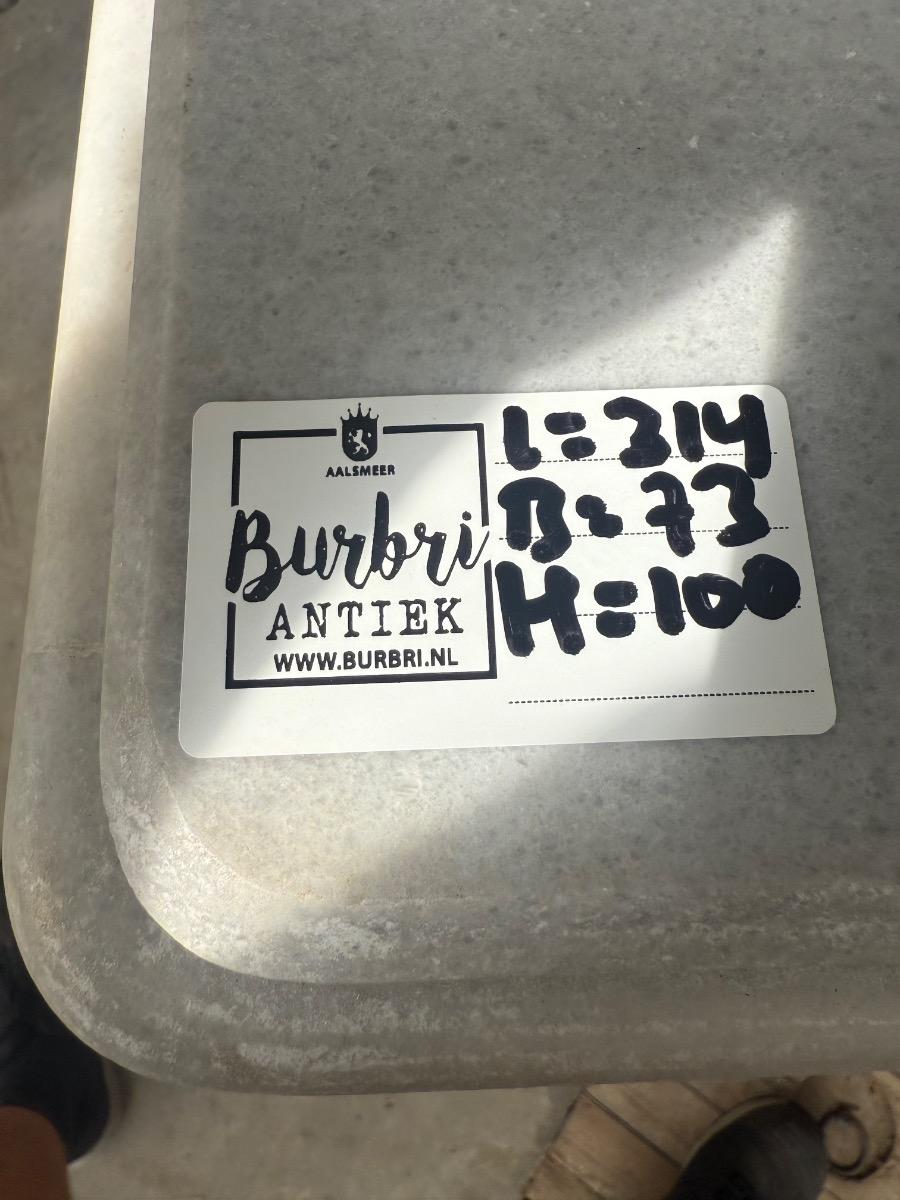 AALSMEER
Burbri
ANTIEK
WWW.BURBRI.NL
L=314
B=73
H=100